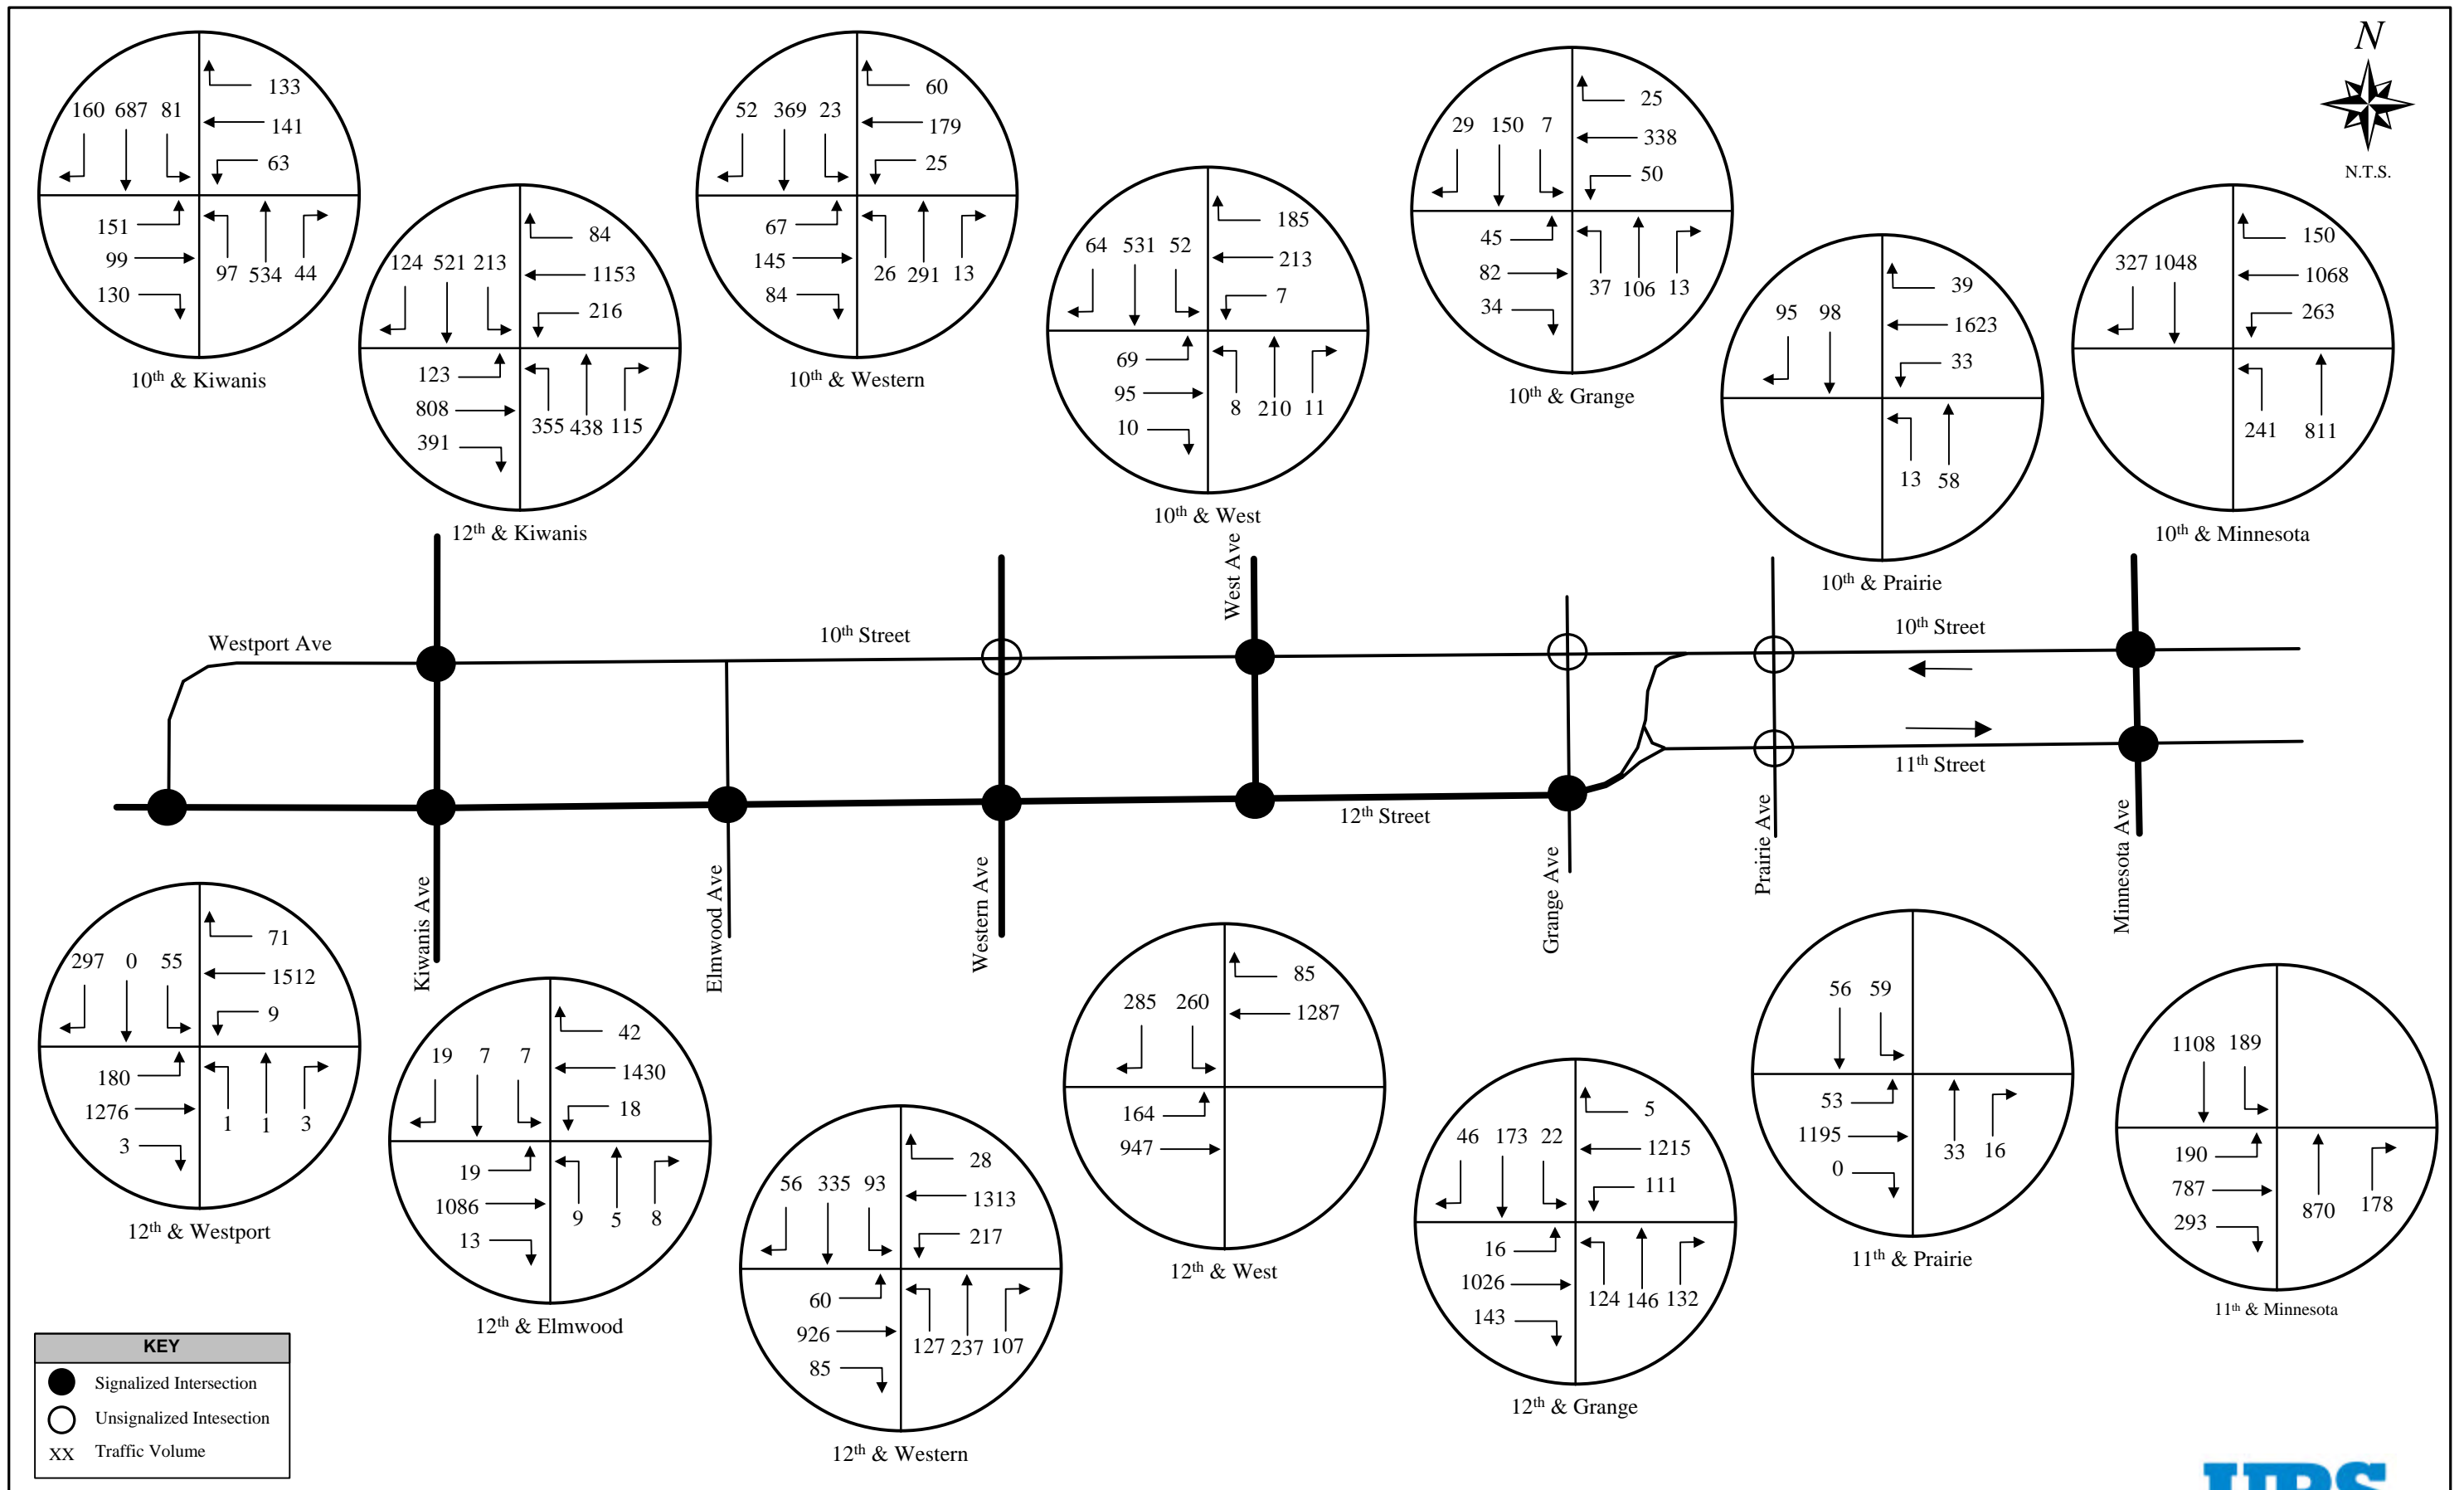 N
N.T.S.
160 687 81
133
141
63
151
99
130
97 534 44
10th & Kiwanis
124 521 213
84
1153
216
123
808
391
355 438 115
12th & Kiwanis
52 369 23
60
179
25
67
145
84
26 291 13
10th & Western
64 531 52
185
213
7
69
95
10
8 210 11
10th & West
29 150 7
25
338
50
45
82
34
37 106 13
10th & Grange
95 98
39
1623
33
13 58
10th & Prairie
327 1048
150
1068
263
241 811
10th & Minnesota
Westport Ave
10th Street
West Ave
10th Street
11th Street
12th Street
Kiwanis Ave
Elmwood Ave
Western Ave
Grange Ave
Prairie Ave
Minnesota Ave
297 0 55
71
1512
9
180
1276
3
1 1 3
12th & Westport
19 7 7
42
1430
18
19
1086
13
9 5 8
12th & Elmwood
56 335 93
28
1313
217
60
926
85
127 237 107
12th & Western
285 260
85
1287
164
947
12th & West
46 173 22
5
1215
111
16
1026
143
124 146 132
12th & Grange
56 59
53
1195
0
33 16
11th & Prairie
1108 189
190
787
293
870 178
11th & Minnesota
KEY
Signalized Intersection
Unsignalized Intesection
XX Traffic Volume